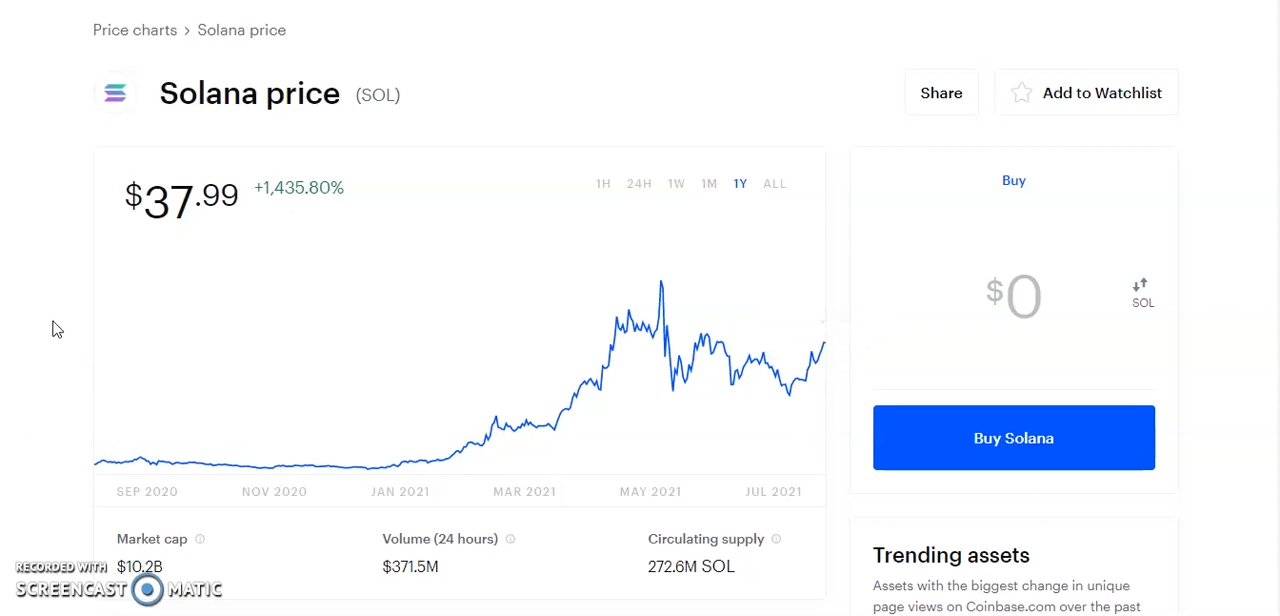 Price charts › Solana price
Solana price (SOL)
Share
Add to Watchlist
$37.99 +1,435.80%
1H 24H 1W 1M 1Y ALL
Buy
$0
SOL
Buy Solana
SEP 2020 NOV 2020 JAN 2021 MAR 2021 MAY 2021 JUL 2021
Market cap Volume (24 hours) Circulating supply
$10.2B $371.5M 272.6M SOL
Trending assets
Assets with the biggest change in unique
page views on Coinbase.com over the past
RECORDED WITH
SCREENCAST MATIC